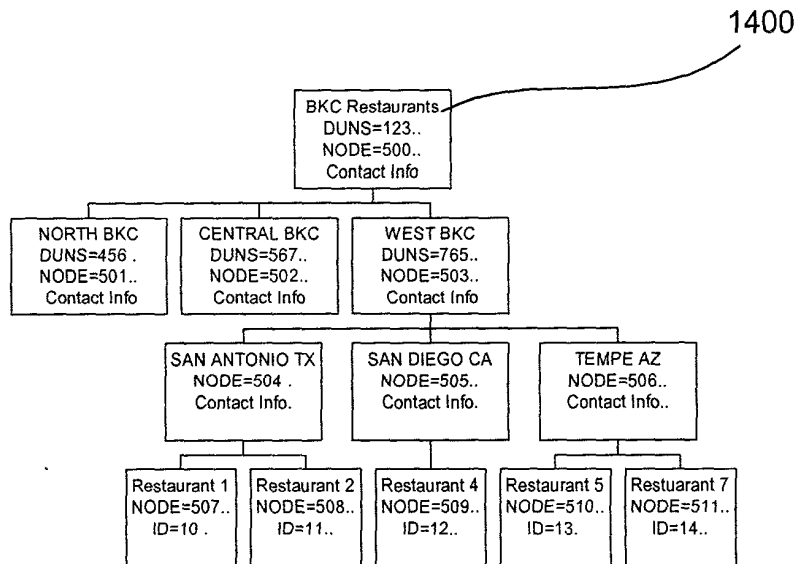 1400
BKC Restaurants
DUNS=123..
NODE=500..
Contact Info
NORTH BKC
DUNS=456 .
NODE=501..
Contact Info
CENTRAL BKC
DUNS=567..
NODE=502..
Contact Info
WEST BKC
DUNS=765..
NODE=503..
Contact Info
SAN ANTONIO TX
NODE=504 .
Contact Info.
SAN DIEGO CA
NODE=505..
Contact Info.
TEMPE AZ
NODE=506..
Contact Info..
Restaurant 1
NODE=507..
ID=10 .
Restaurant 2
NODE=508..
ID=11..
Restaurant 4
NODE=509..
ID=12..
Restaurant 5
NODE=510..
ID=13.
Restaurant 7
NODE=511..
ID=14..